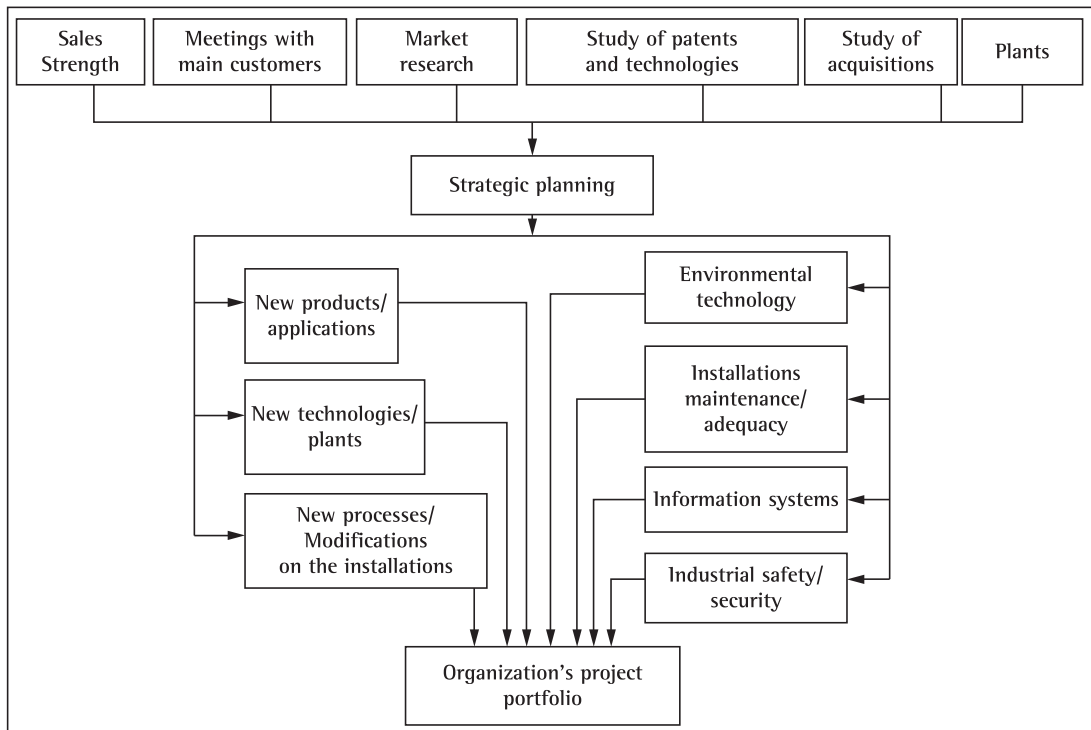 Sales
Strength
Meetings with
main customers
Market
research
Study of patents
and technologies
Study of
acquisitions
Plants
Strategic planning
New products/
applications
New technologies/
plants
New processes/
Modifications
on the installations
Environmental
technology
Installations
maintenance/
adequacy
Information systems
Industrial safety/
security
Organization's project
portfolio